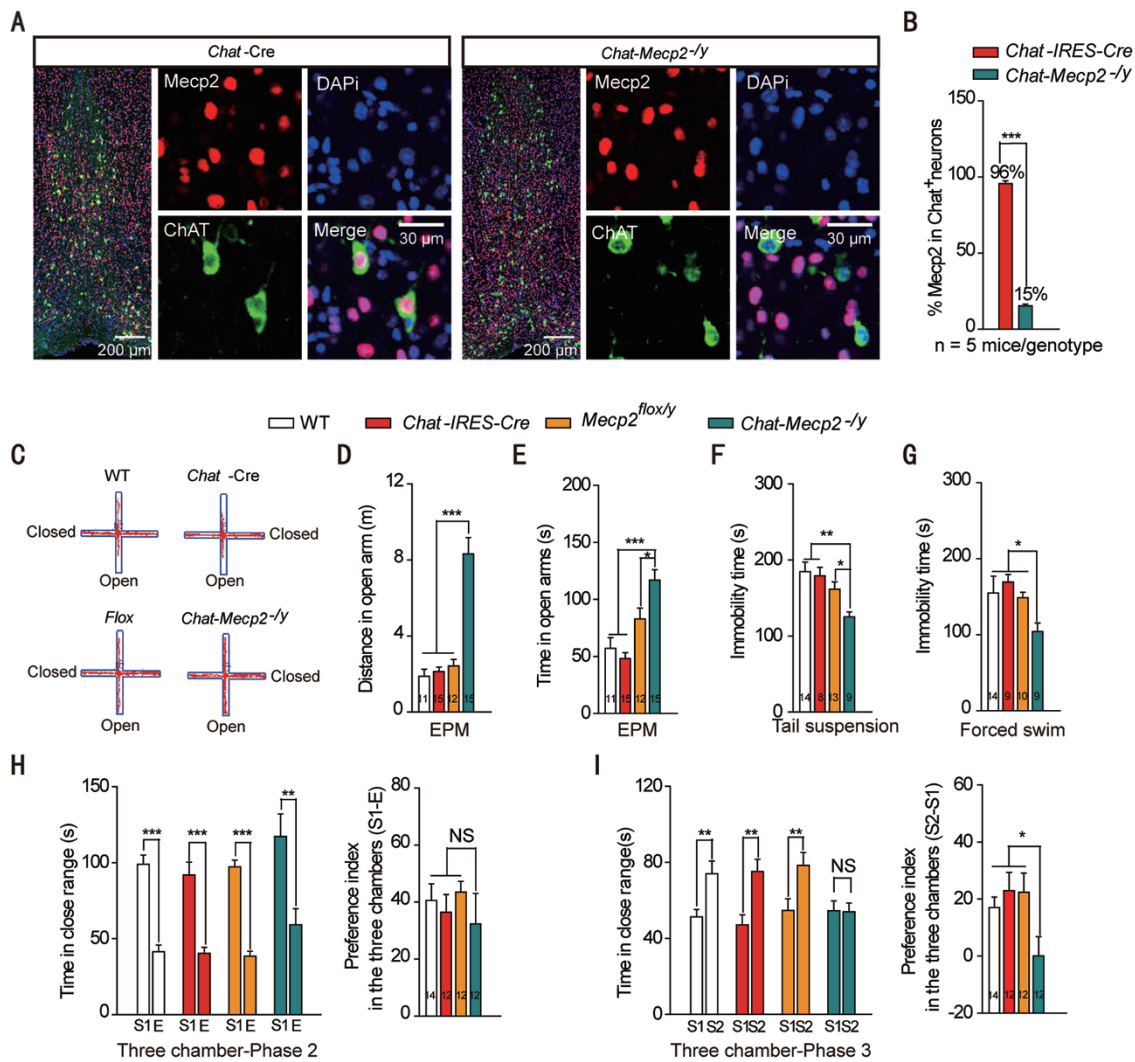 A
Chat-Cre
Chat-Mecp2-/y
Mecp2
DAPi
ChAT
Merge
30 µm
200 µm
Mecp2
DAPi
ChAT
Merge
30 µm
200 µm
B
Chat-IRES-Cre
Chat-Mecp2-/y
% Mecp2 in Chat+neurons
150
100
50
0
***
96%
15%
n = 5 mice/genotype
WT
Chat-IRES-Cre
Mecp2flox/y
Chat-Mecp2-/y
C
WT
Chat -Cre
Closed
Closed
Open
Open
Flox
Chat-Mecp2-/y
Closed
Closed
Open
Open
D
Distance in open arm (m)
12
8
4
0
***
11
15
12
15
EPM
E
Time in open arms (s)
200
150
100
50
0
***
*
11
15
12
15
EPM
F
Immobility time (s)
300
200
100
0
**
*
14
8
13
9
Tail suspension
G
Immobility time (s)
300
200
100
0
*
14
9
10
9
Forced swim
H
Time in close range (s)
150
100
50
0
***
***
***
**
S1 E S1 E S1 E S1 E
Three chamber-Phase 2
Preference index
in the three chambers (S1-E)
80
60
40
20
0
NS
14
12
12
12
I
Time in close range(s)
120
80
40
0
**
**
**
NS
S1S2 S1S2 S1S2 S1S2
Three chamber-Phase 3
Preference index
in the three chambers (S2-S1)
60
40
20
0
-20
*
14
12
12
12